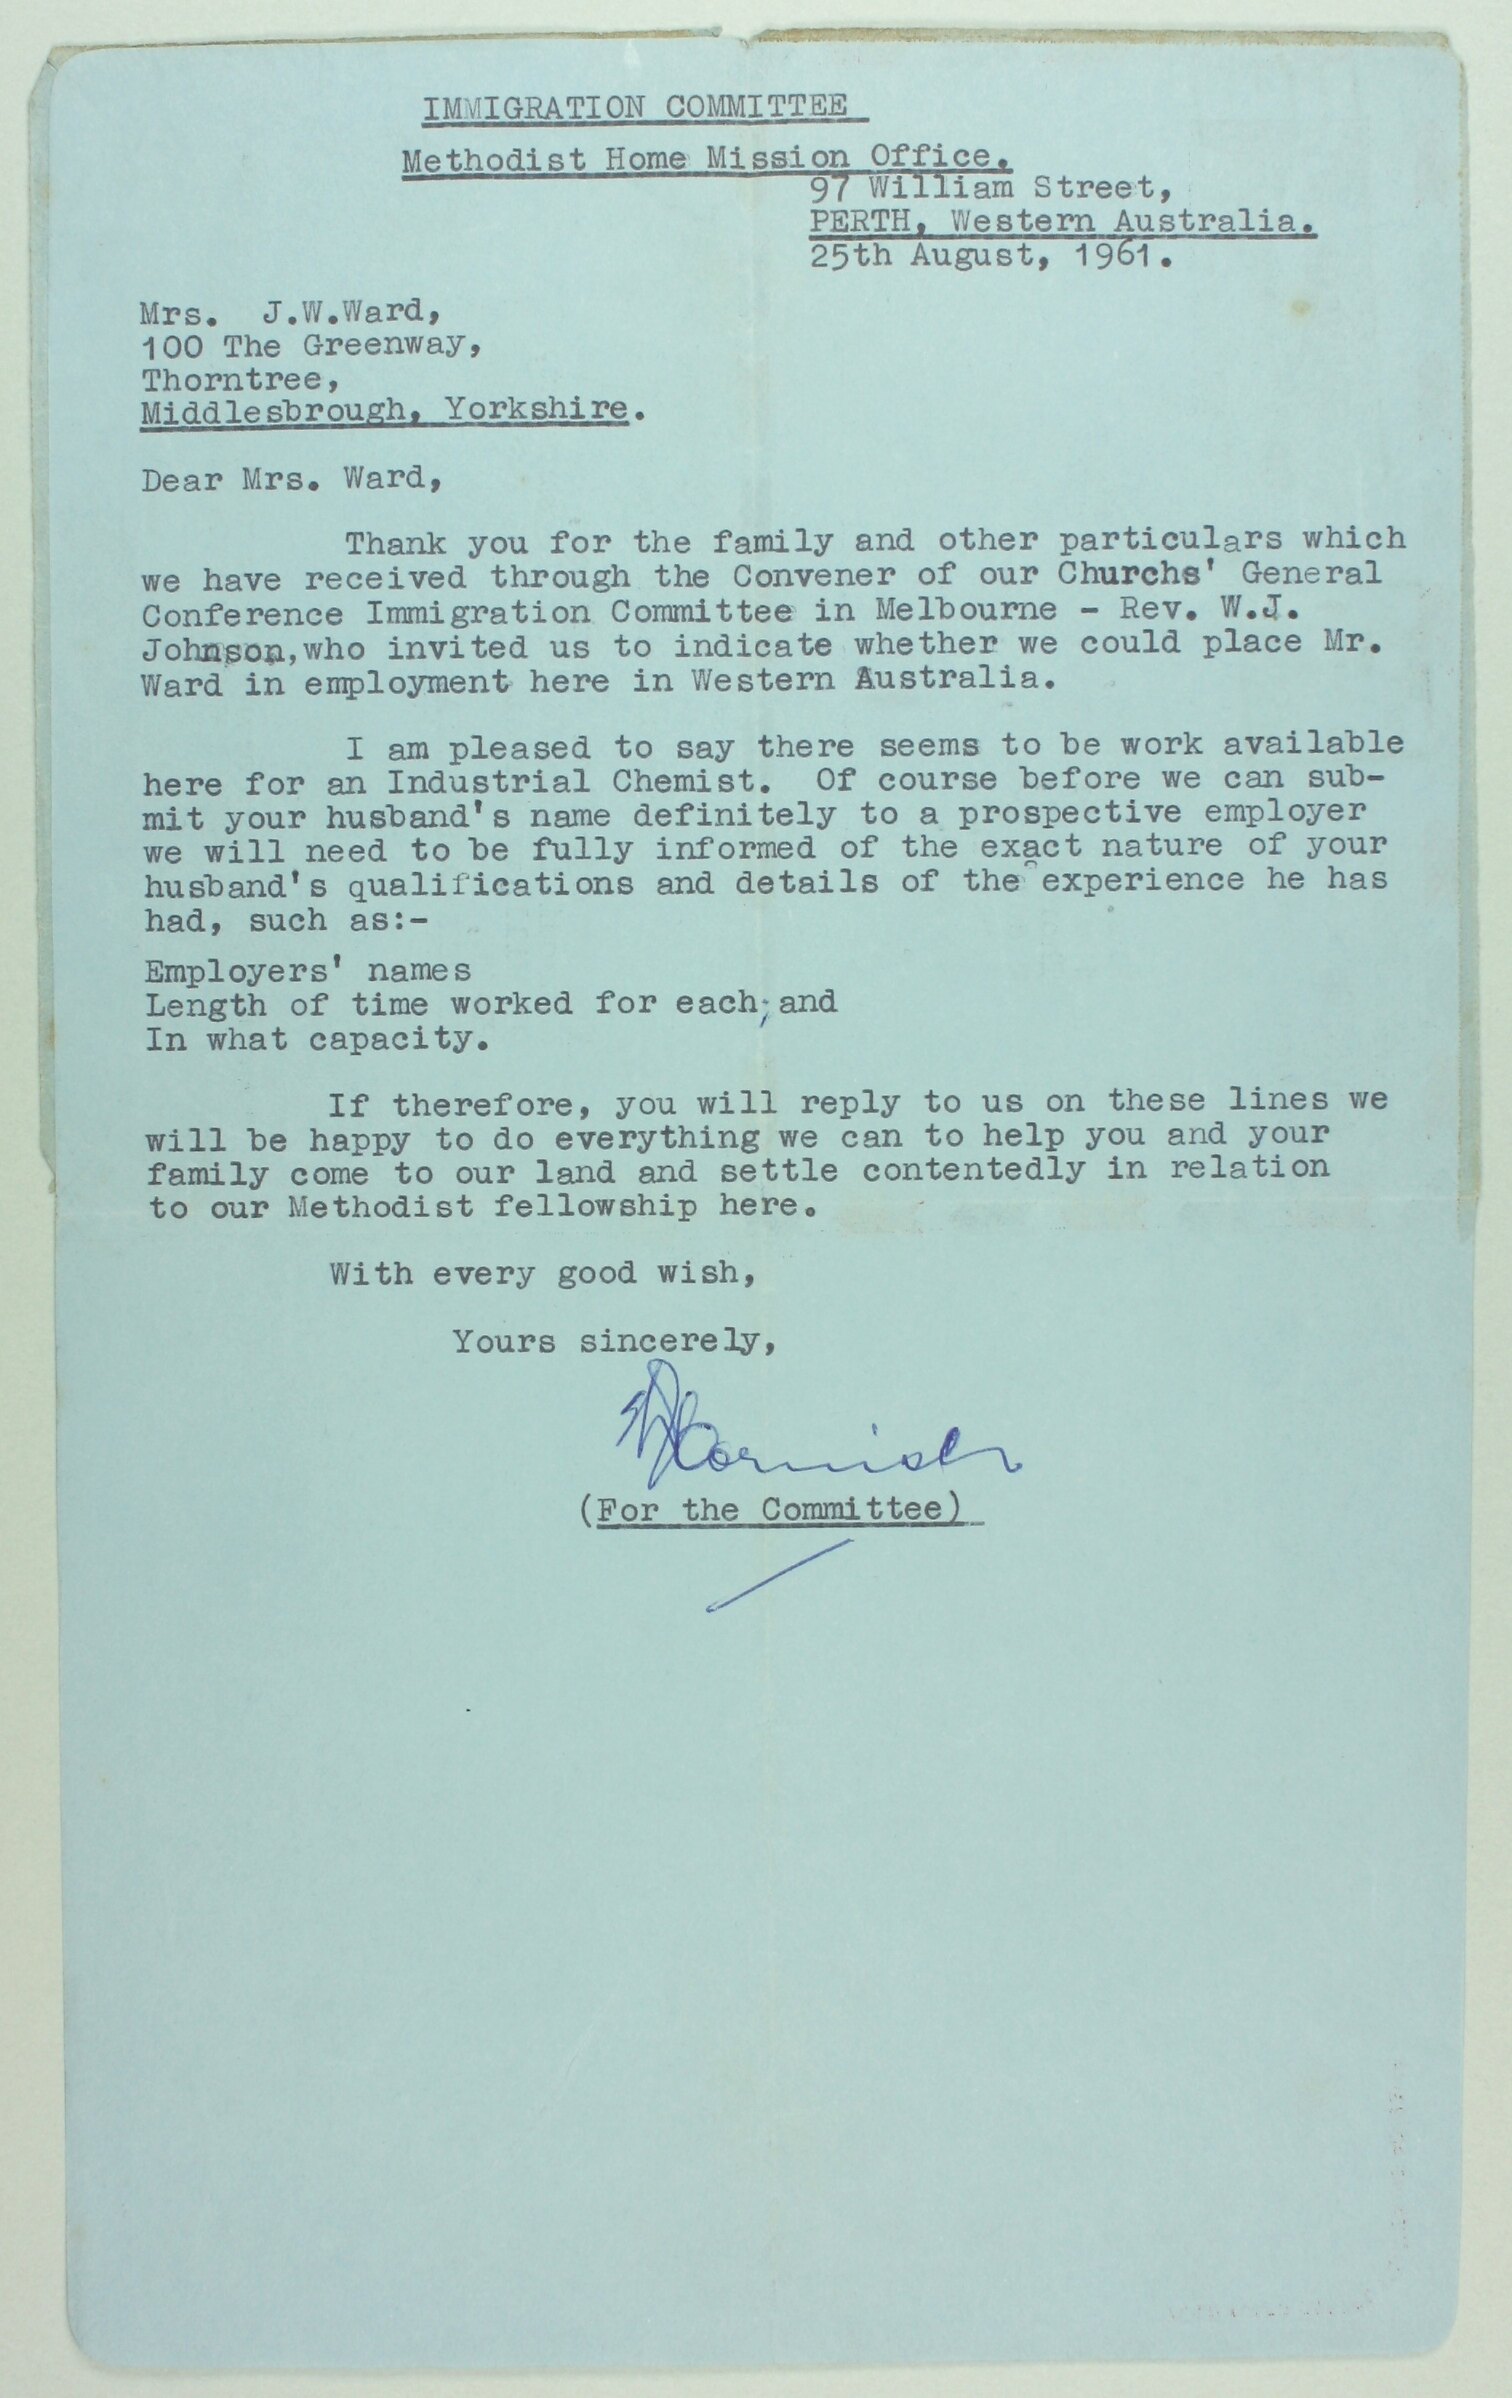 IMMIGRATION COMMITTEE
Methodist Home Mission Office.
97 William Street,
PERTH, Western Australia.
25th August, 1961.
Mrs. J.W.Ward,
100 The Greenway,
Thorntree,
Middlesbrough, Yorkshire.
Dear Mrs. Ward,
Thank you for the family and other particulars which
we have received through the Convener of our Churchs' General
Conference Immigration Committee in Melbourne - Rev. W.J.
Johnson,who invited us to indicate whether we could place Mr.
Ward in employment here in Western Australia.
I am pleased to say there seems to be work available
here for an Industrial Chemist. Of course before we can sub-
mit your husband's name definitely to a prospective employer
we will need to be fully informed of the exact nature of your
husband's qualifications and details of the experience he has
had, such as:-
Employers' names
Length of time worked for each; and
In what capacity.
If therefore, you will reply to us on these lines we
will be happy to do everything we can to help you and your
family come to our land and settle contentedly in relation
to our Methodist fellowship here.
With every good wish,
Yours sincerely,
(For the Committee)